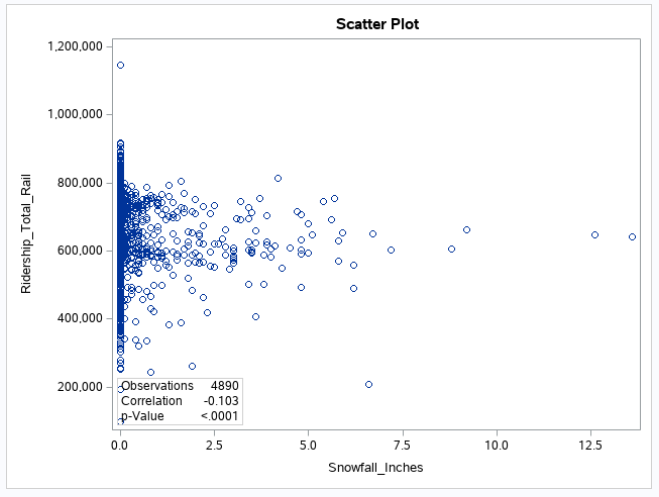 Scatter Plot
1,200,000
1,000,000
800,000
600,000
400,000
200,000
Ridership_Total_Rail
Observations 4890
Correlation -0.103
p-Value <.0001
0.0 2.5 5.0 7.5 10.0 12.5
Snowfall_Inches